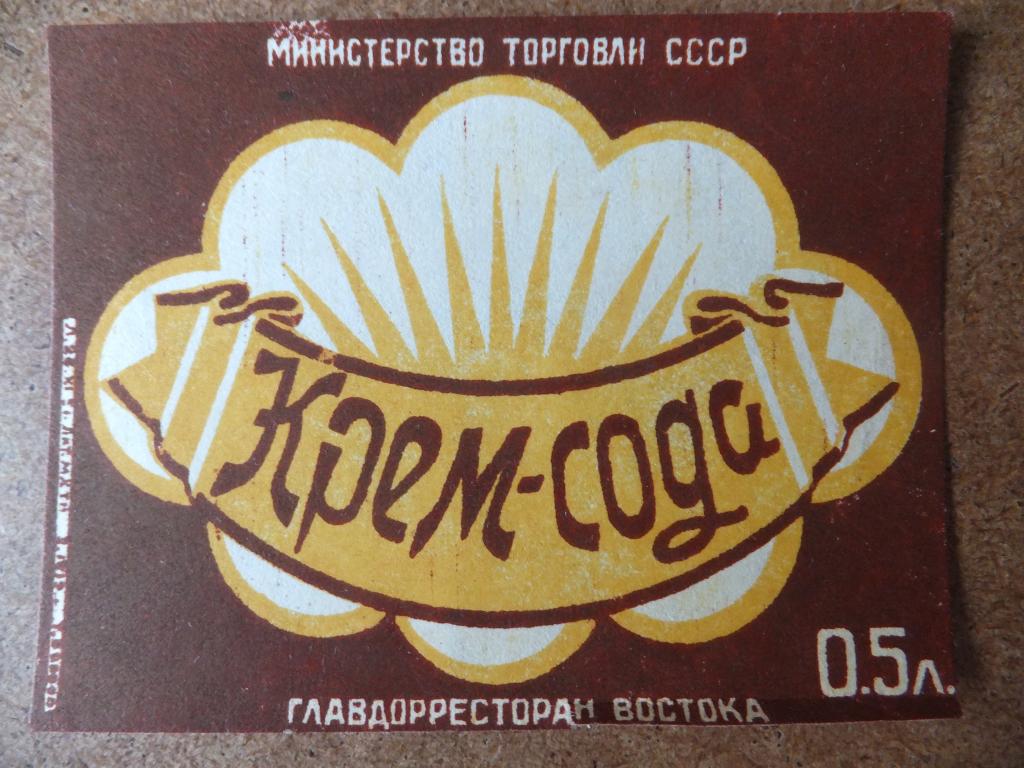 МИНИСТЕРСТВО ТОРГОВЛИ СССР
Крем-сода
0.5л.
ГЛАВДОРРЕСТОРАН ВОСТОКА